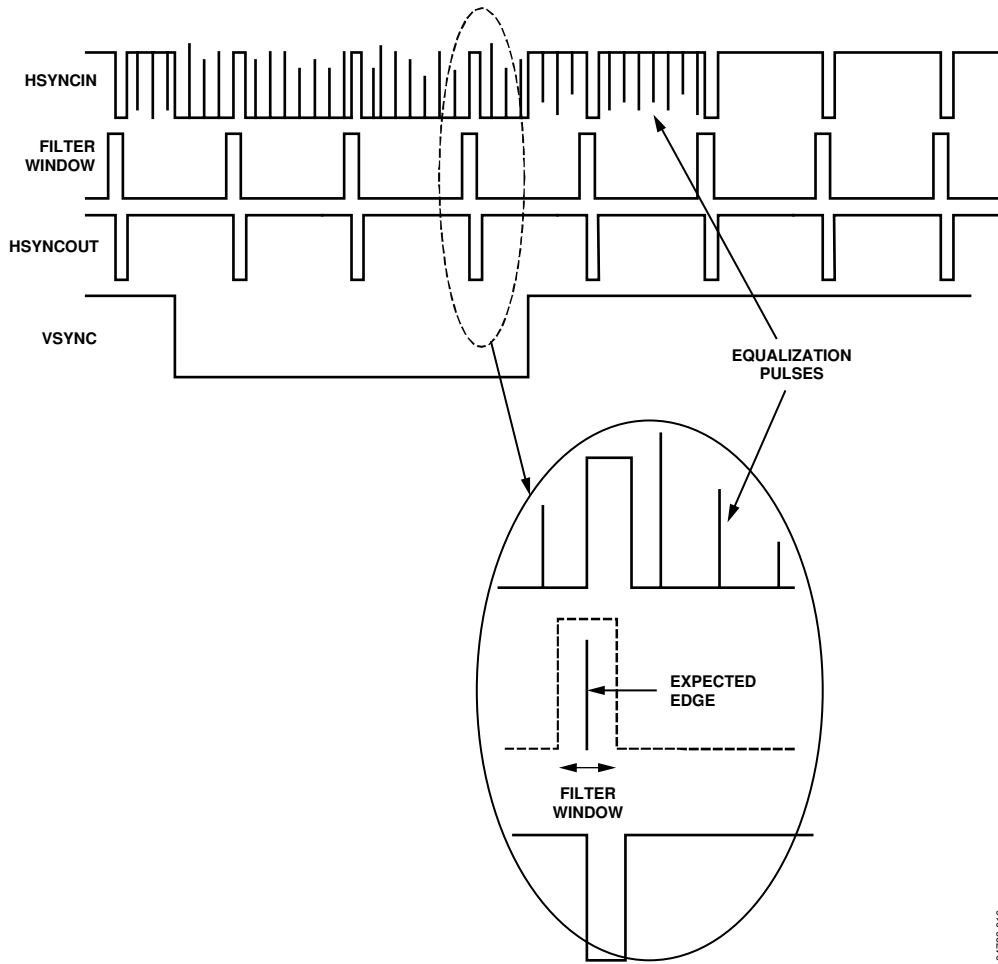 HSYNCIN
FILTER
WINDOW
HSYNCOUT
VSYNC
EQUALIZATION
PULSES
EXPECTED
EDGE
FILTER
WINDOW